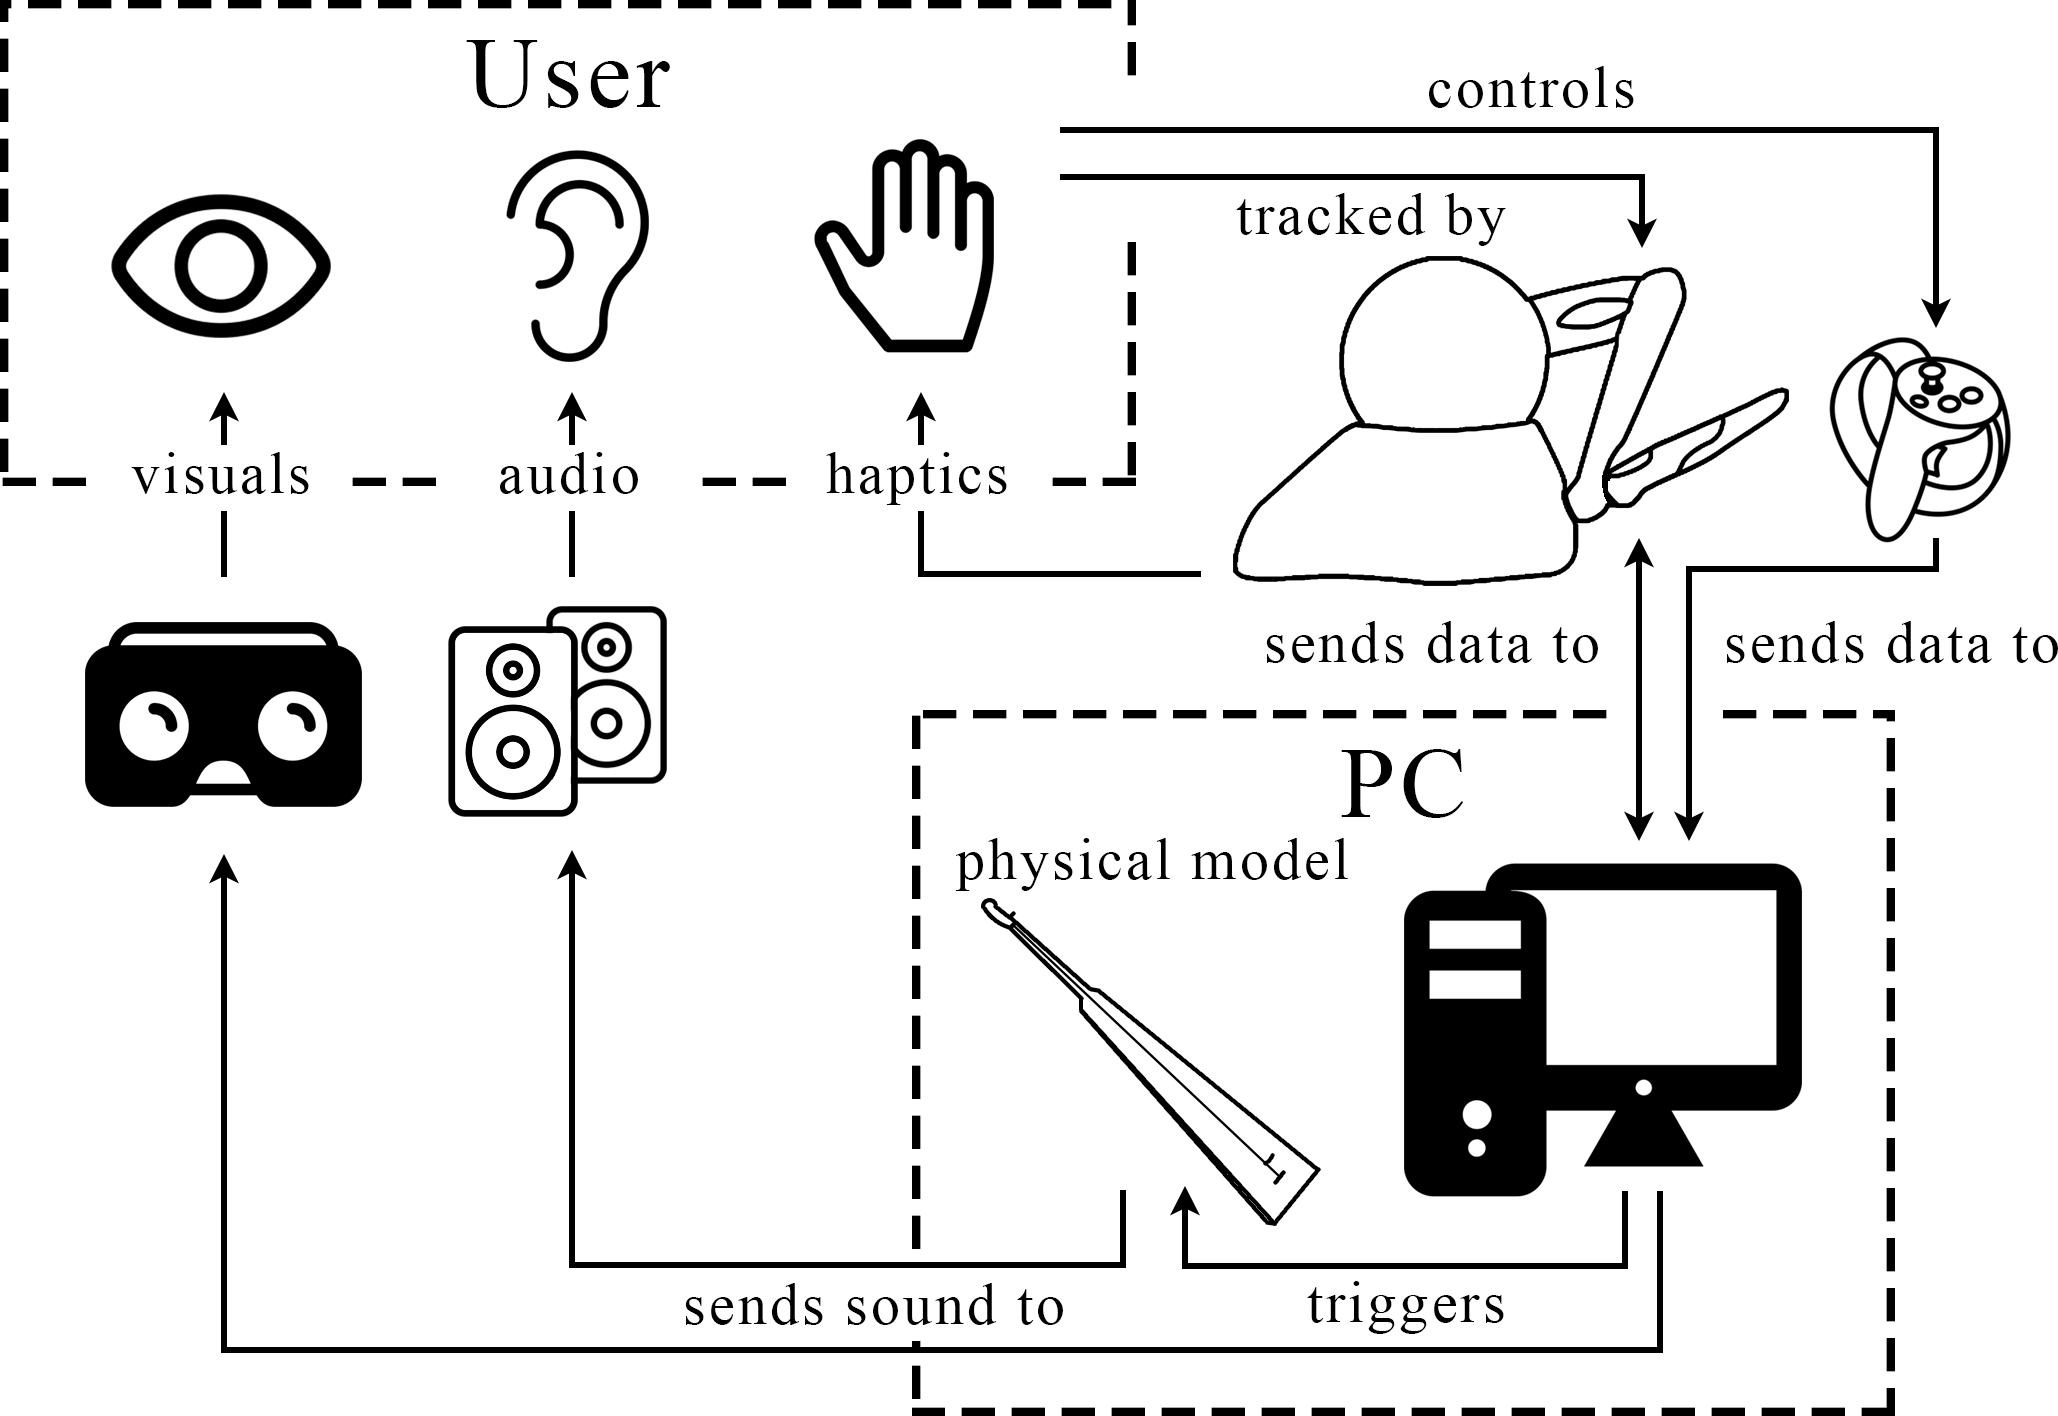 User
controls
tracked by
visuals
audio
haptics
sends data to
sends data to
PC
physical model
sends sound to
triggers